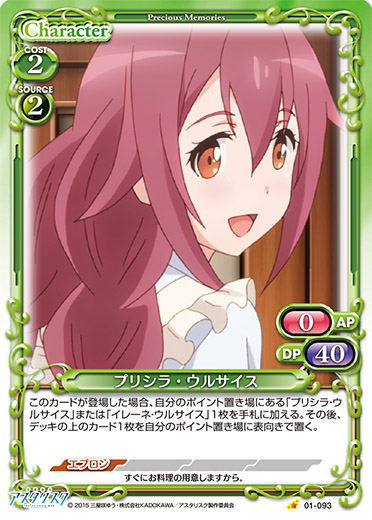 Precious Memories
Character
COST
2
SOURCE
2
0 AP
DP 40
プリシラ・ウルサイス
このカードが登場した場合、自分のポイント置き場にある「プリシラ・ウ
ルサイス」または「イレーネ・ウルサイス」1枚を手札に加える。その後、
デッキの上のカード1枚を自分のポイント置き場に表向きで置く。
エプロン
すぐにお料理の用意しますから。
アスタリスク
© 2015 三屋咲ゆう・株式会社KADOKAWA/アスタリスク製作委員会
01-093